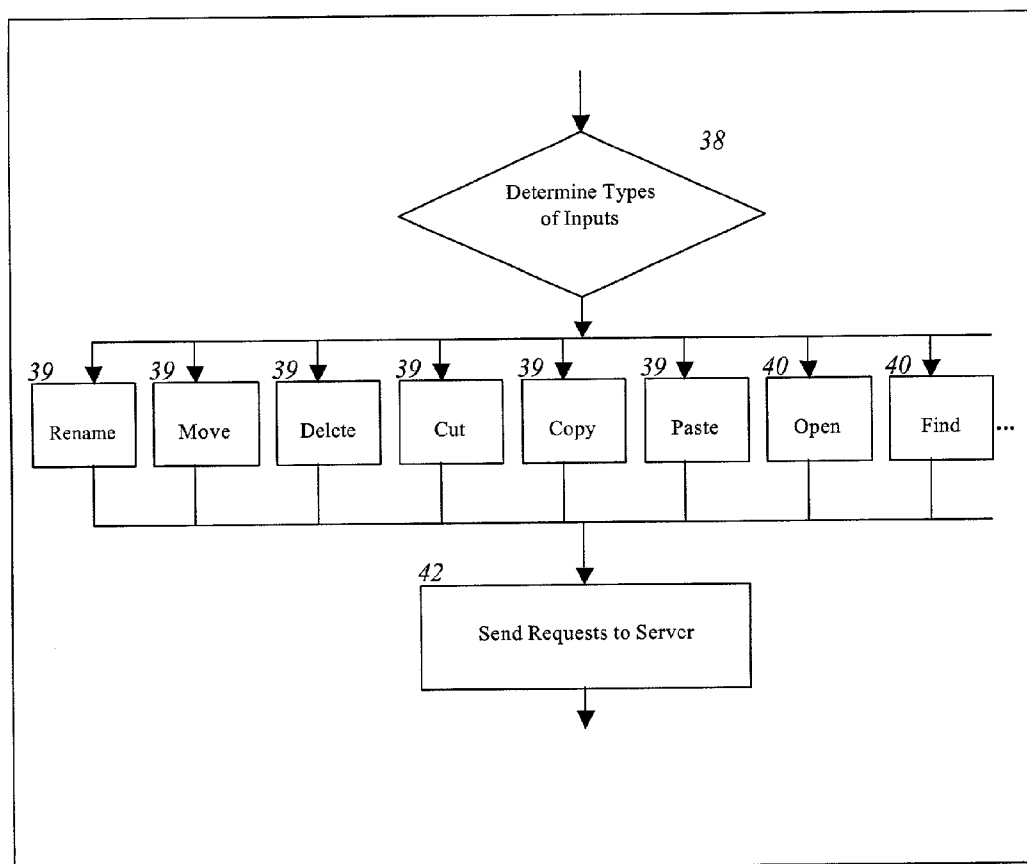 38
Determine Types
of Inputs
39 39 39 39 39 39 40 40
Rename Move Delete Cut Copy Paste Open Find ...
42
Send Requests to Server